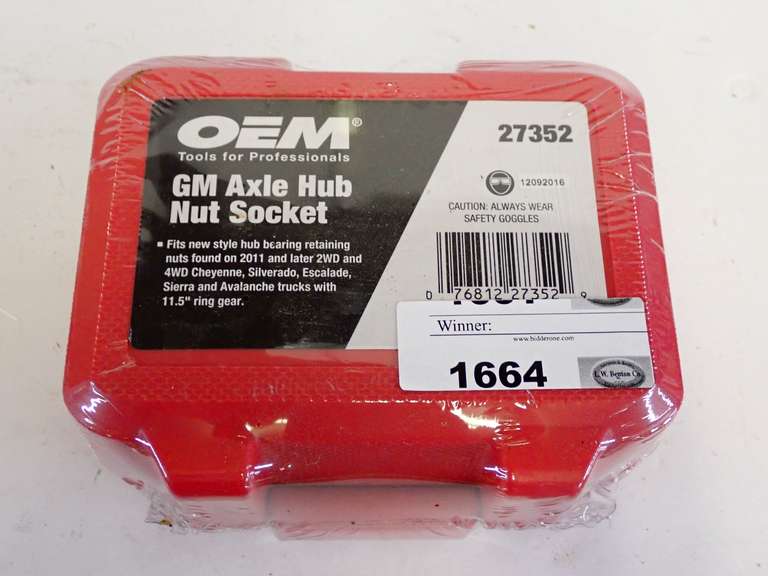 OEM®
Tools for Professionals
27352
GM Axle Hub
Nut Socket
12092016
CAUTION: ALWAYS WEAR
SAFETY GOGGLES
▪ Fits new style hub bearing retaining
nuts found on 2011 and later 2WD and
4WD Cheyenne, Silverado, Escalade,
Sierra and Avalanche trucks with
11.5" ring gear.
0 76812 27352 9
Winner:
www.bidderone.com
1664
L.W. Benton Co.